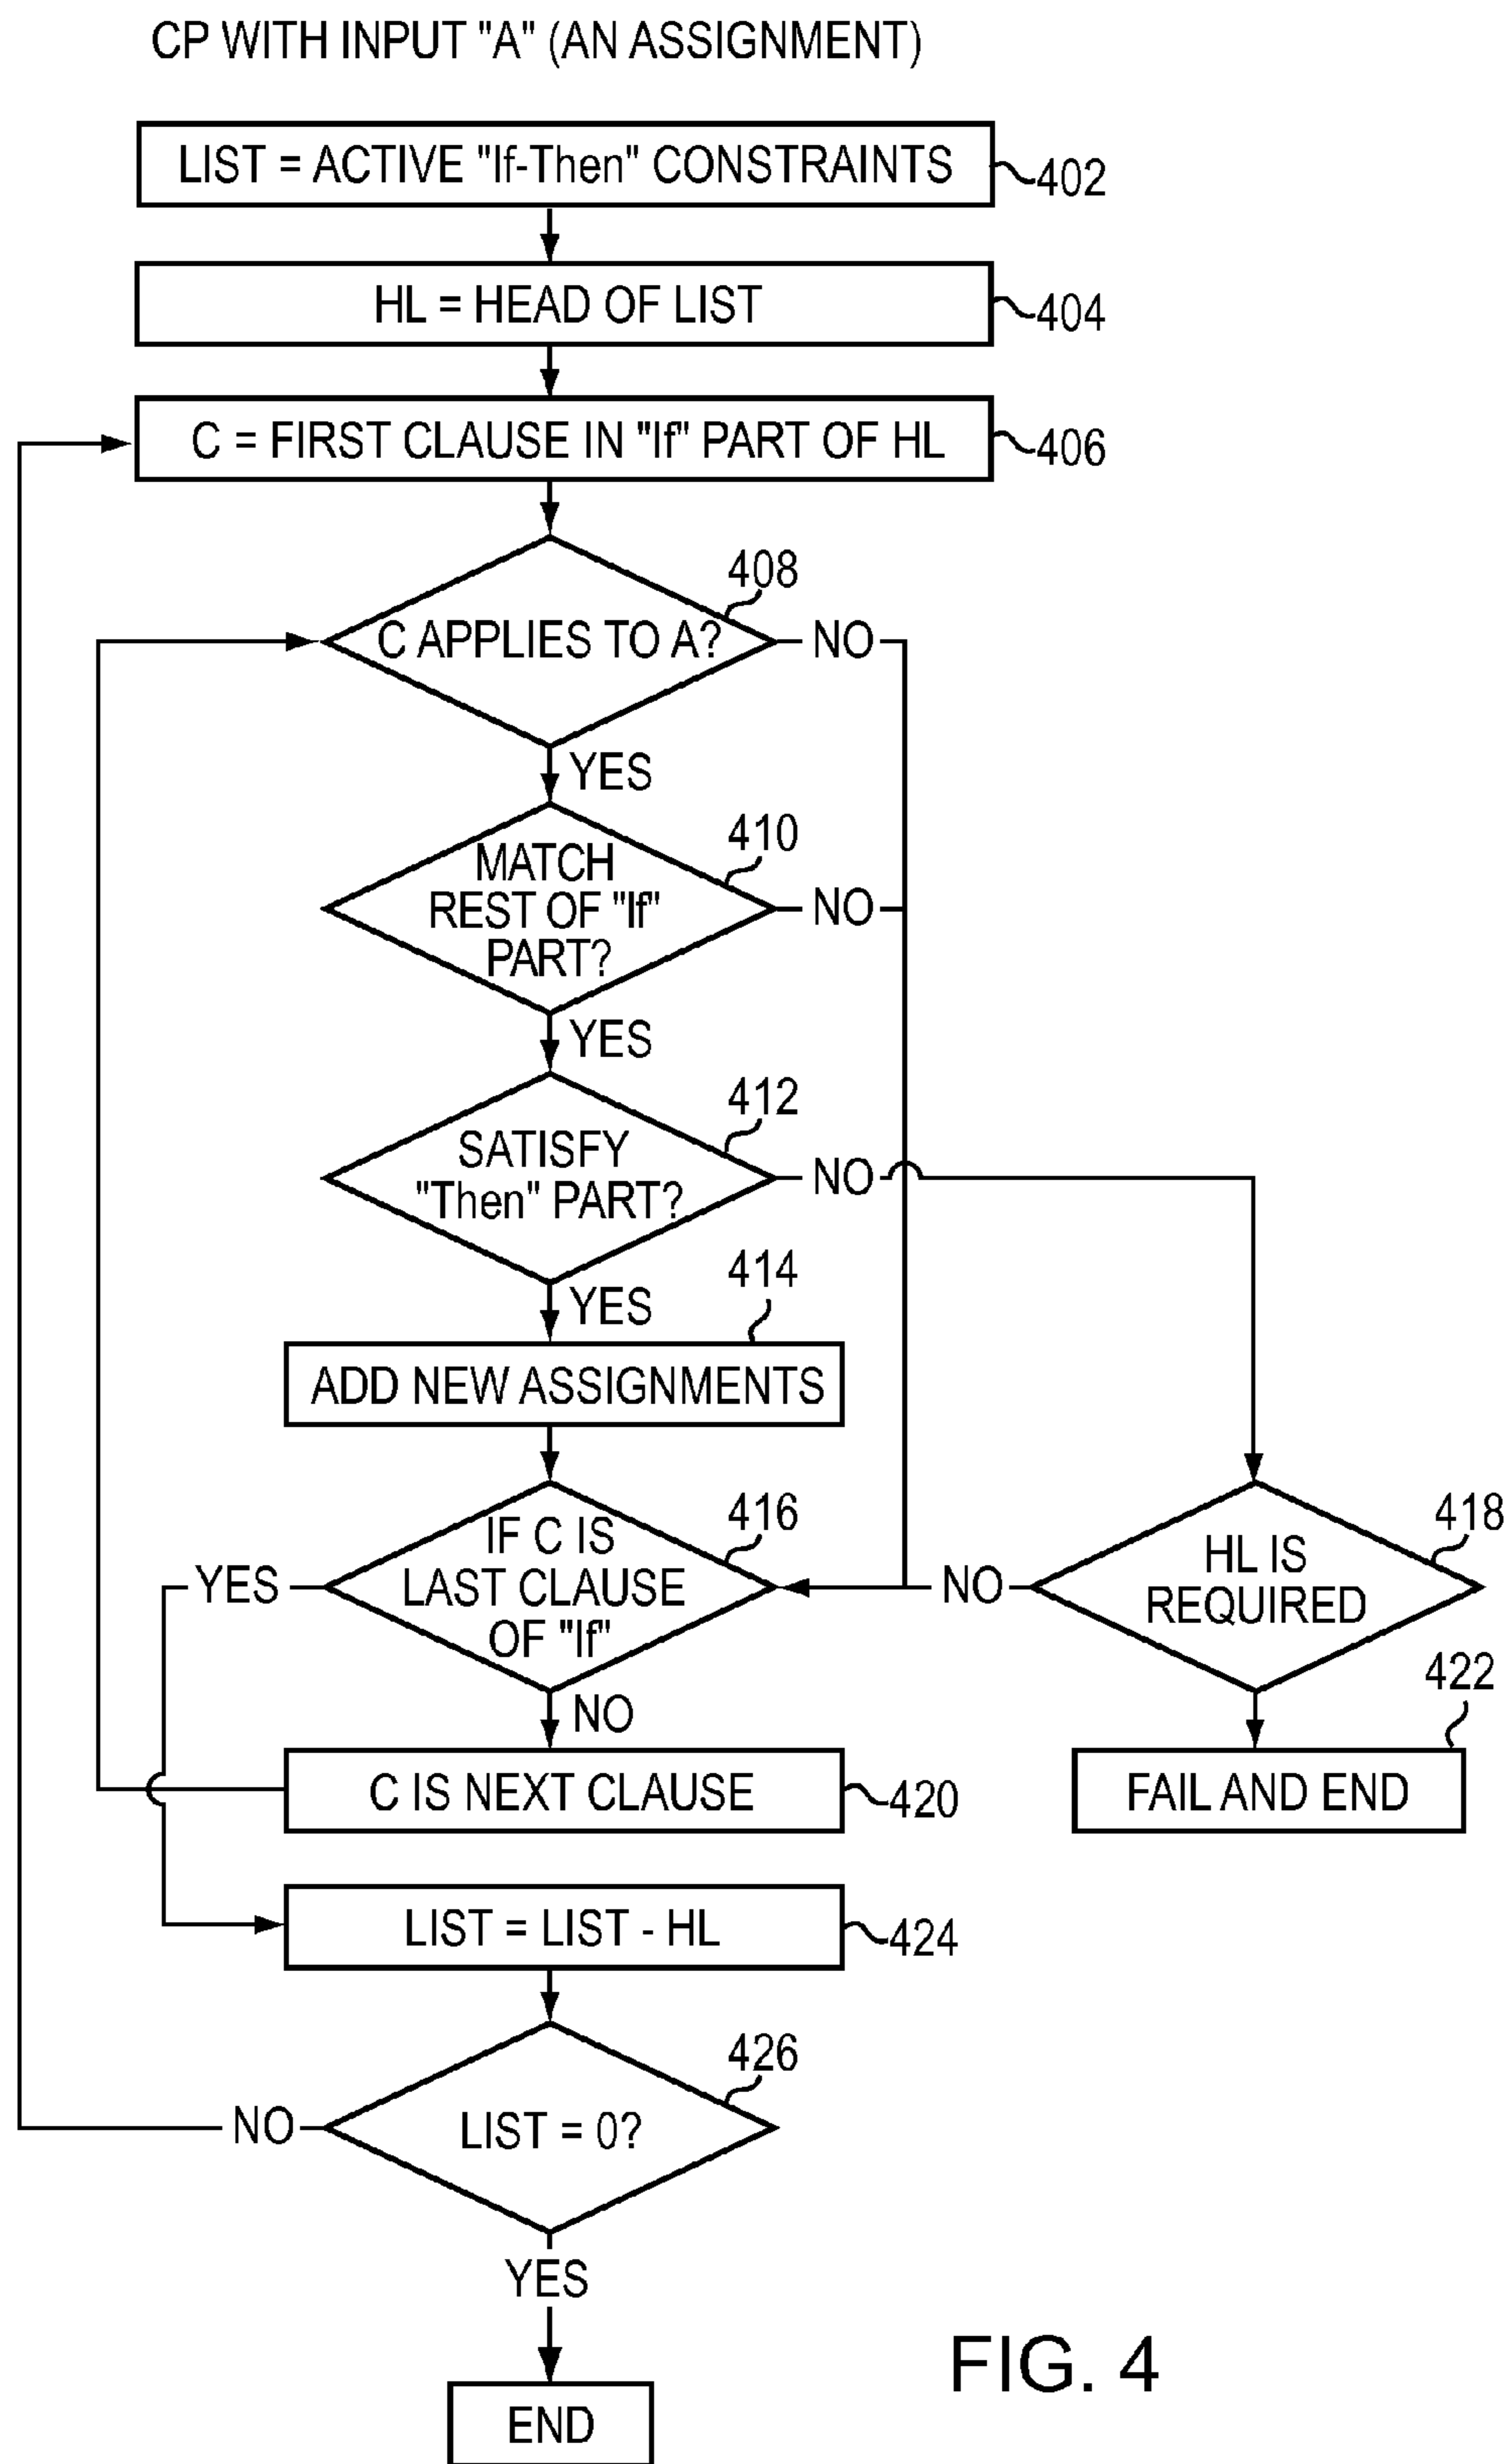 CP WITH INPUT "A" (AN ASSIGNMENT)
LIST = ACTIVE "If-Then" CONSTRAINTS
402
HL = HEAD OF LIST
404
C = FIRST CLAUSE IN "If" PART OF HL
406
408
C APPLIES TO A?
NO
YES
410
MATCH
REST OF "If"
PART?
NO
YES
412
SATISFY
"Then" PART?
NO
YES
414
ADD NEW ASSIGNMENTS
416
IF C IS
LAST CLAUSE
OF "If"
YES
NO
418
HL IS
REQUIRED
NO
422
FAIL AND END
C IS NEXT CLAUSE
420
LIST = LIST - HL
424
426
LIST = 0?
NO
YES
END
FIG. 4